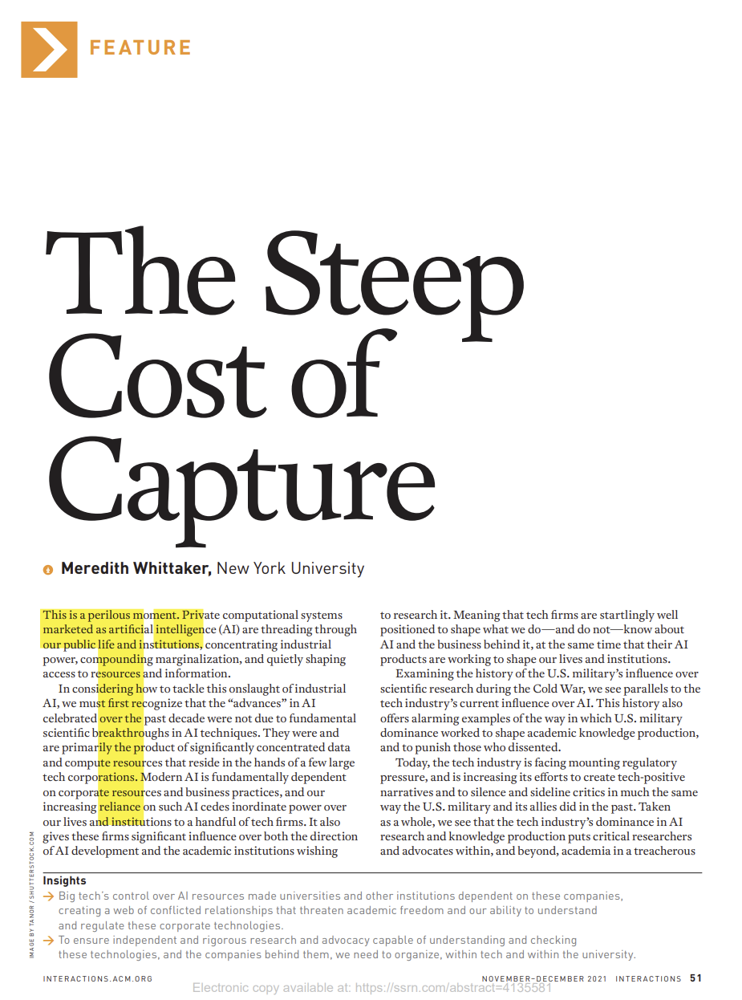 FEATURE
The Steep
Cost of
Capture
Meredith Whittaker, New York University
This is a perilous moment. Private computational systems
marketed as artificial intelligence (AI) are threading through
our public life and institutions, concentrating industrial
power, compounding marginalization, and quietly shaping
access to resources and information.
In considering how to tackle this onslaught of industrial
AI, we must first recognize that the “advances” in AI
celebrated over the past decade were not due to fundamental
scientific breakthroughs in AI techniques. They were and
are primarily the product of significantly concentrated data
and compute resources that reside in the hands of a few large
tech corporations. Modern AI is fundamentally dependent
on corporate resources and business practices, and our
increasing reliance on such AI cedes inordinate power over
our lives and institutions to a handful of tech firms. It also
gives these firms significant influence over both the direction
of AI development and the academic institutions wishing
to research it. Meaning that tech firms are startlingly well
positioned to shape what we do—and do not—know about
AI and the business behind it, at the same time that their AI
products are working to shape our lives and institutions.
Examining the history of the U.S. military’s influence over
scientific research during the Cold War, we see parallels to the
tech industry’s current influence over AI. This history also
offers alarming examples of the way in which U.S. military
dominance worked to shape academic knowledge production,
and to punish those who dissented.
Today, the tech industry is facing mounting regulatory
pressure, and is increasing its efforts to create tech-positive
narratives and to silence and sideline critics in much the same
way the U.S. military and its allies did in the past. Taken
as a whole, we see that the tech industry’s dominance in AI
research and knowledge production puts critical researchers
and advocates within, and beyond, academia in a treacherous
Insights
→ Big tech’s control over AI resources made universities and other institutions dependent on these companies,
creating a web of conflicted relationships that threaten academic freedom and our ability to understand
and regulate these corporate technologies.
→ To ensure independent and rigorous research and advocacy capable of understanding and checking
these technologies, and the companies behind them, we need to organize, within tech and within the university.
IMAGE BY TANOR / SHUTTERSTOCK.COM
INTERACTIONS.ACM.ORG
NOVEMBER–DECEMBER 2021 INTERACTIONS 51
Electronic copy available at: https://ssrn.com/abstract=4135581